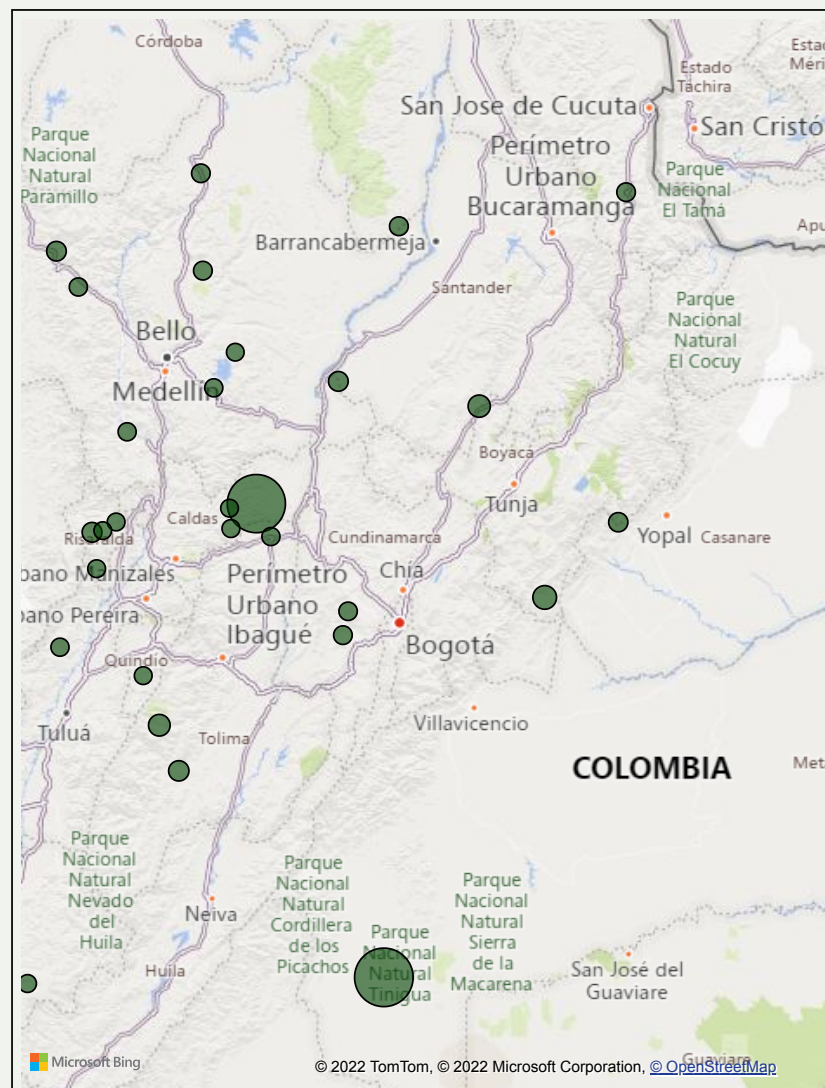 Córdoba
Esta
Méri
Estado
Tachira
San Jose de Cucuta
San Cristó
Parque
Nacional
Natural
Paramillo
Perímetro
Urbano
Bucaramanga
Parque
Nacional
El Tamá
Apu
Barrancabermeja
Santander
Parque
Nacional
Natural
El Cocuy
Bello
Medellín
Boyacá
Tunja
Caldas
Risaralda
Cundinamarca
Yopal
Casanare
bano Manizales
Perímetro
Urbano
Ibagué
Chía
bano Pereira
Bogotá
Quindio
Tuluá
Tolima
Villavicencio
COLOMBIA
Met
Parque
Nacional
Natural
Nevado
del
Huila
Parque
Nacional
Natural
Cordillera
de los
Picachos
Parque
Nacional
Natural
Sierra
de la
Macarena
Neiva
Parque
Nacional
Natural
Tinigua
Huila
San José del
Guaviare
Guaviare
Microsoft Bing
© 2022 TomTom, © 2022 Microsoft Corporation, © OpenStreetMap